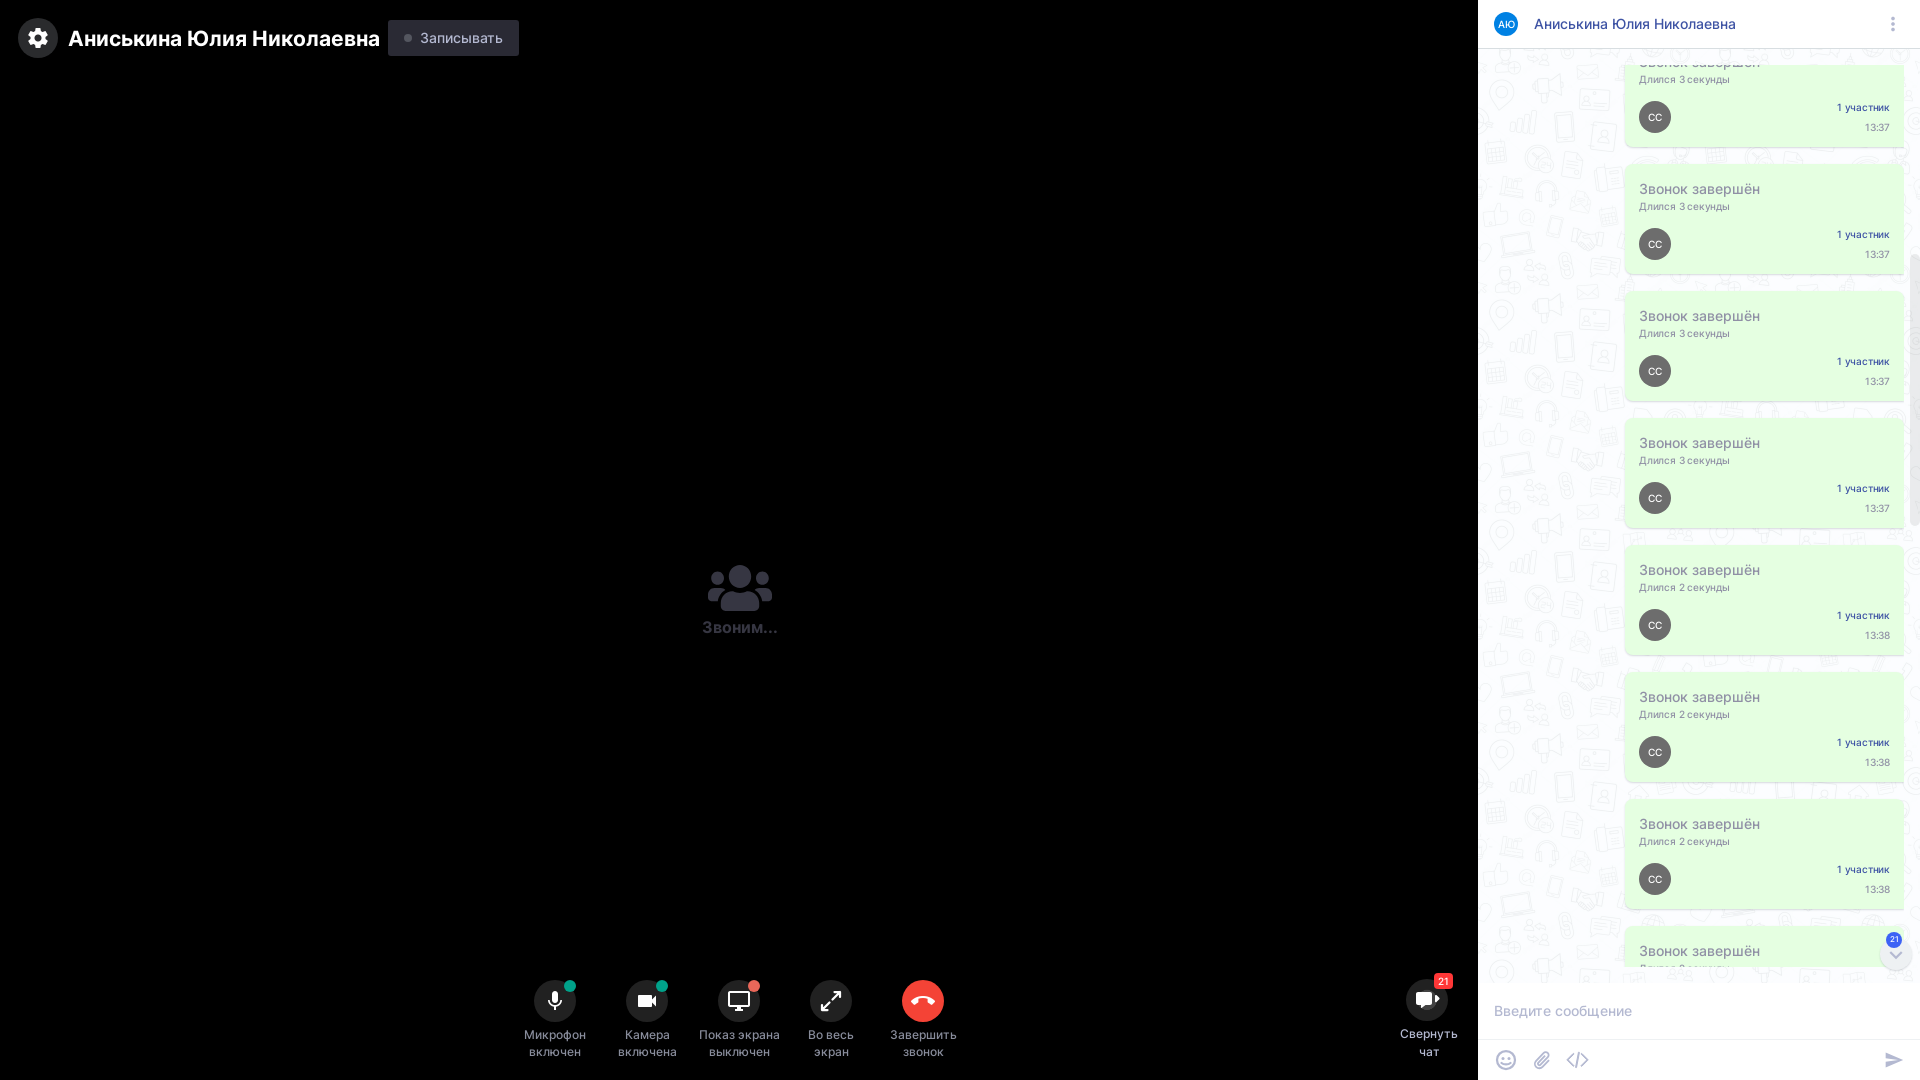 Аниськина Юлия Николаевна
Записывать
Звоним...
Микрофон
включен
Камера
включена
Показ экрана
выключен
Во весь
экран
Завершить
звонок
21
Свернуть
чат
АЮ
Аниськина Юлия Николаевна
Звонок завершён
Длился 3 секунды
СС
1 участник
13:37
Звонок завершён
Длился 3 секунды
СС
1 участник
13:37
Звонок завершён
Длился 3 секунды
СС
1 участник
13:37
Звонок завершён
Длился 3 секунды
СС
1 участник
13:37
Звонок завершён
Длился 2 секунды
СС
1 участник
13:38
Звонок завершён
Длился 2 секунды
СС
1 участник
13:38
Звонок завершён
Длился 2 секунды
СС
1 участник
13:38
21
Звонок завершён
Введите сообщение